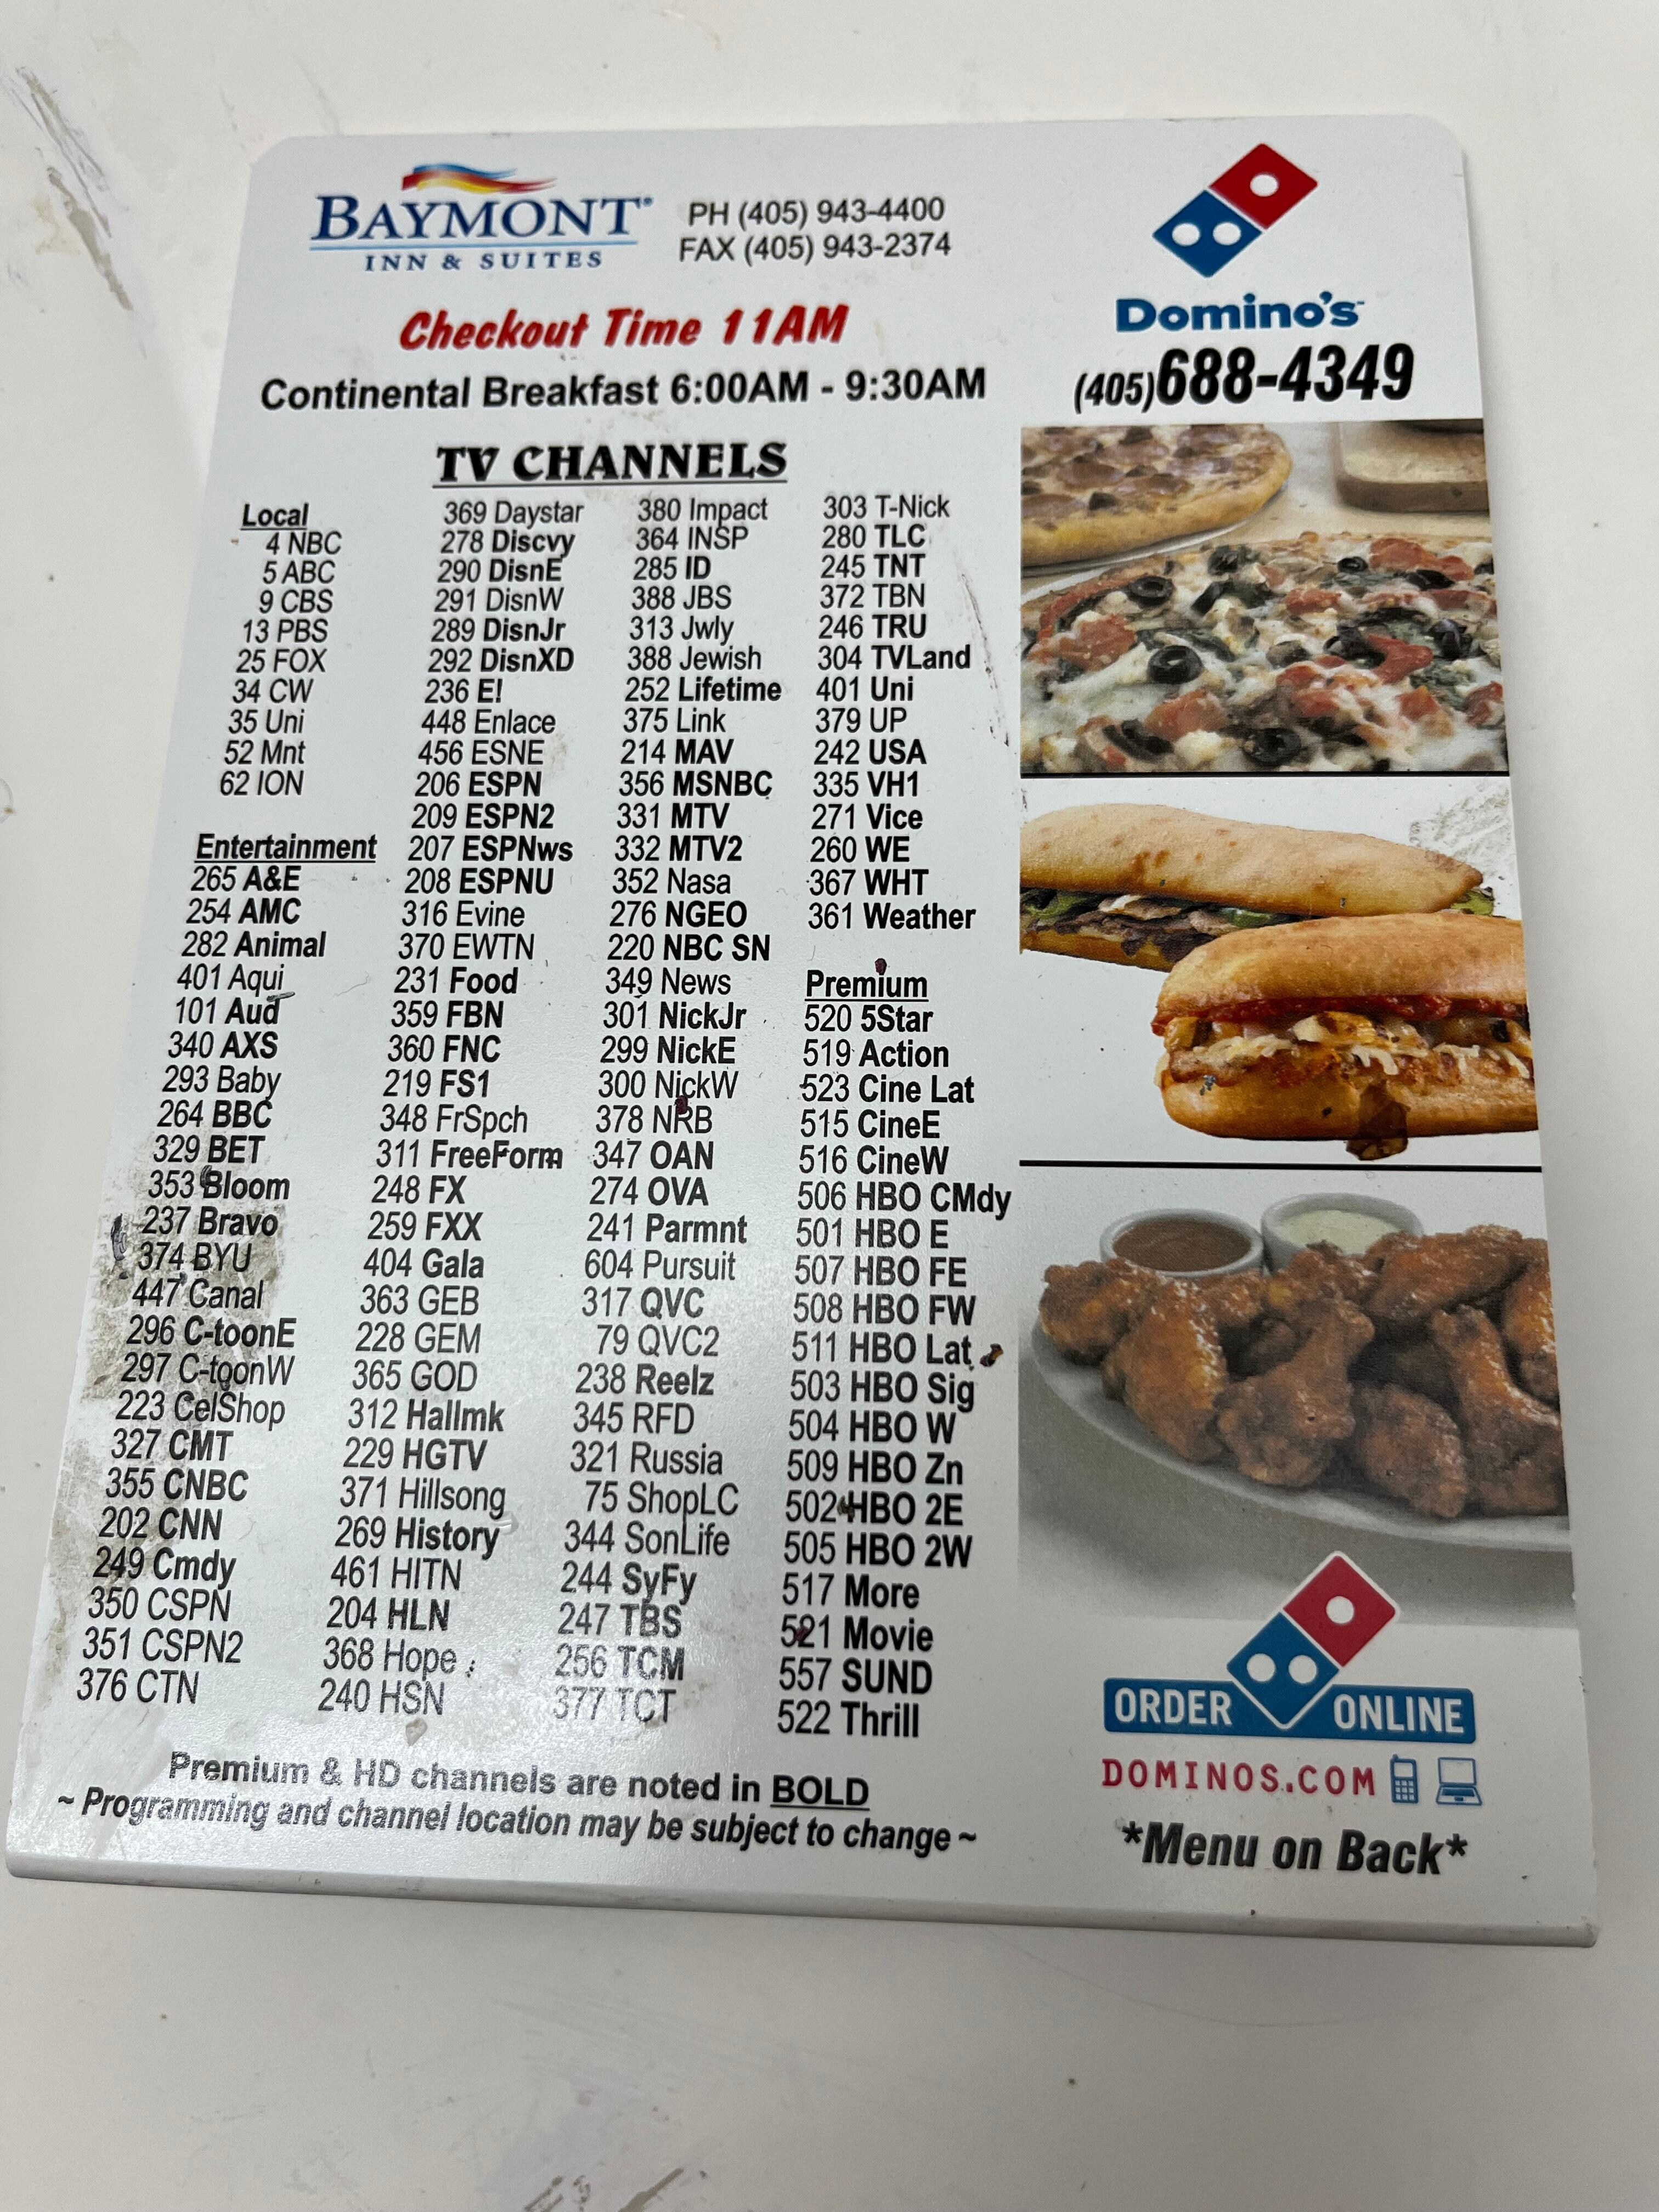 BAYMONT
INN & SUITES
PH (405) 943-4400
FAX (405) 943-2374
Checkout Time 11AM
Continental Breakfast 6:00AM - 9:30AM
TV CHANNELS
Local
4 NBC
5 ABC
9 CBS
13 PBS
25 FOX
34 CW
35 Uni
52 Mnt
62 ION
Entertainment
265 A&E
254 AMC
282 Animal
401 Aqui
101 Aud
340 AXS
293 Baby
264 BBC
329 BET
353 Bloom
237 Bravo
374 BYU
447 Canal
296 C-toonE
297 C-toonW
223 CelShop
327 CMT
355 CNBC
202 CNN
249 Cmdy
350 CSPN
351 CSPN2
376 CTN
369 Daystar
278 Discvy
290 DisnE
291 DisnW
289 DisnJr
292 DisnXD
236 E!
448 Enlace
456 ESNE
206 ESPN
209 ESPN2
207 ESPNws
208 ESPNU
316 Evine
370 EWTN
231 Food
359 FBN
360 FNC
219 FS1
348 FrSpch
311 FreeForm
248 FX
259 FXX
404 Gala
363 GEB
228 GEM
365 GOD
312 Hallmk
229 HGTV
371 Hillsong
269 History
461 HITN
204 HLN
368 Hope
240 HSN
380 Impact
364 INSP
285 ID
388 JBS
313 Jwly
388 Jewish
252 Lifetime
375 Link
214 MAV
356 MSNBC
331 MTV
332 MTV2
352 Nasa
276 NGEO
220 NBC SN
349 News
301 NickJr
299 NickE
300 NickW
378 NRB
347 OAN
274 OVA
241 Parmnt
604 Pursuit
317 QVC
79 QVC2
238 Reelz
345 RFD
321 Russia
75 ShopLC
344 SonLife
244 SyFy
247 TBS
256 TCM
377 TCT
303 T-Nick
280 TLC
245 TNT
372 TBN
246 TRU
304 TVLand
401 Uni
379 UP
242 USA
335 VH1
271 Vice
260 WE
367 WHT
361 Weather
Premium
520 5Star
519 Action
523 Cine Lat
515 CineE
516 CineW
506 HBO CMdy
501 HBO E
507 HBO FE
508 HBO FW
511 HBO Lat
503 HBO Sig
504 HBO W
509 HBO Zn
502 HBO 2E
505 HBO 2W
517 More
521 Movie
557 SUND
522 Thrill
Premium & HD channels are noted in BOLD
~ Programming and channel location may be subject to change ~
Domino's
(405)688-4349
ORDER ONLINE
DOMINOS.COM
*Menu on Back*